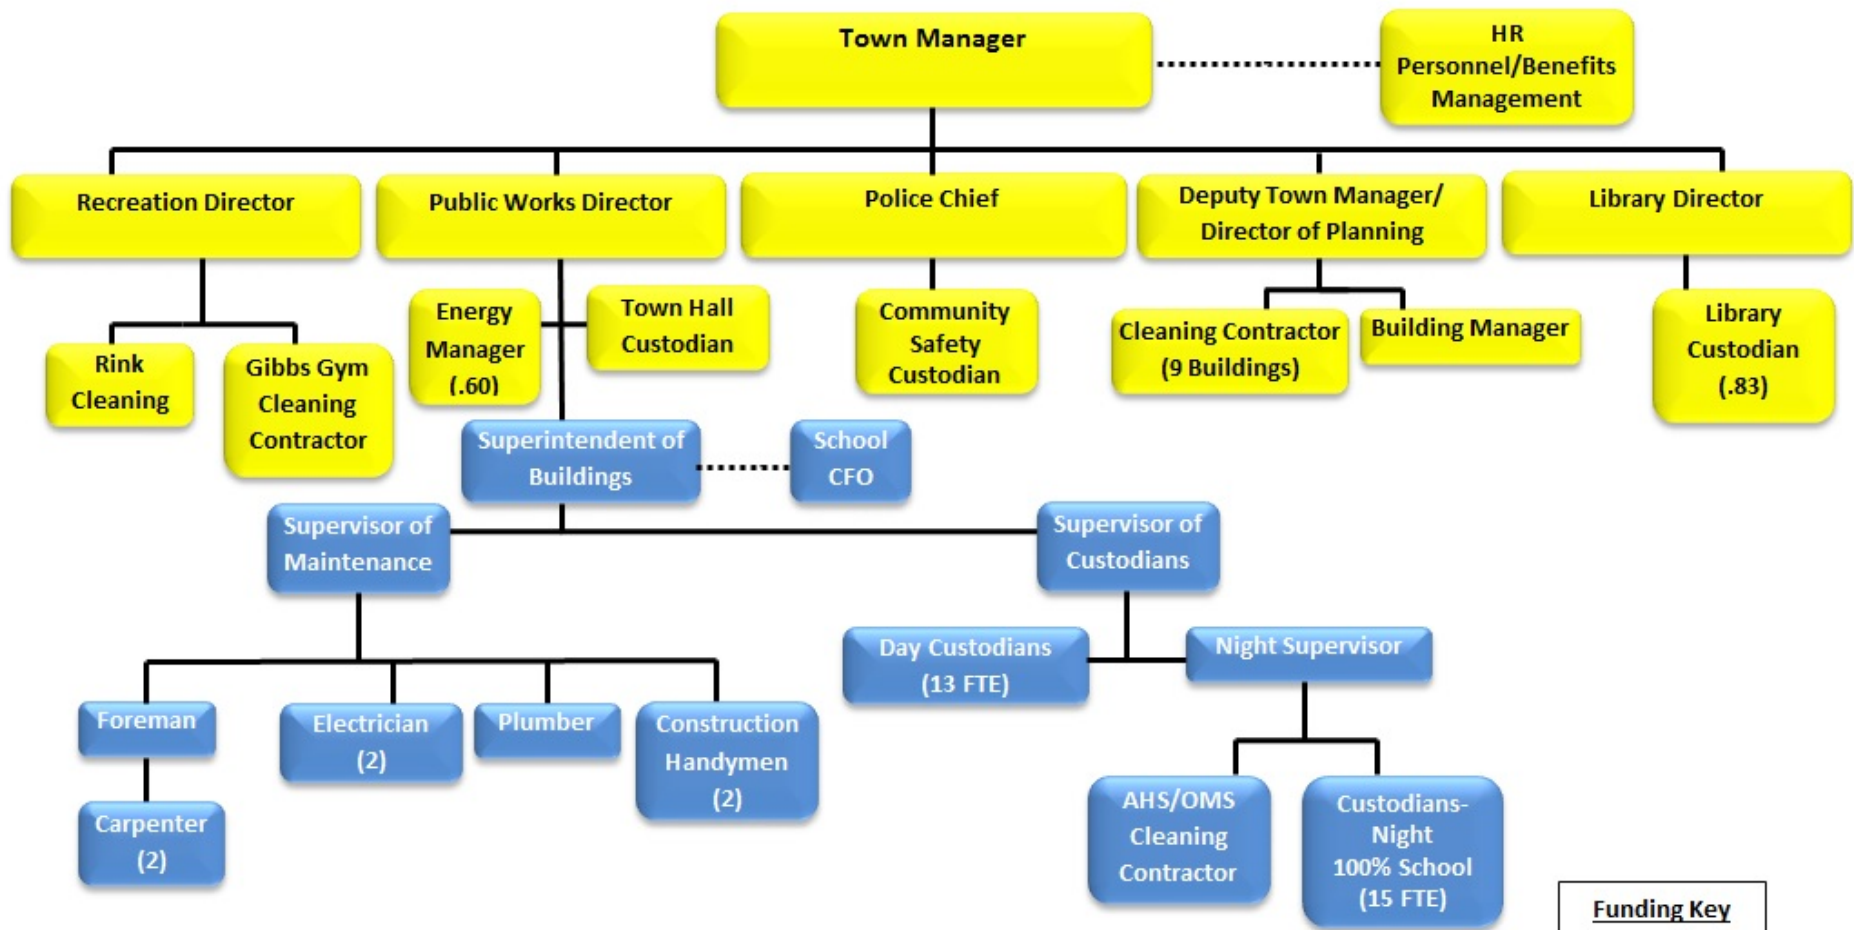 Town Manager
HR
Personnel/Benefits
Management
Recreation Director
Public Works Director
Police Chief
Deputy Town Manager/
Director of Planning
Library Director
Rink
Cleaning
Gibbs Gym
Cleaning
Contractor
Energy
Manager
(.60)
Town Hall
Custodian
Community
Safety
Custodian
Cleaning Contractor
(9 Buildings)
Building Manager
Library
Custodian
(.83)
Superintendent of
Buildings
School
CFO
Supervisor of
Maintenance
Supervisor of
Custodians
Day Custodians
(13 FTE)
Night Supervisor
Foreman
Electrician
(2)
Plumber
Construction
Handymen
(2)
Carpenter
(2)
AHS/OMS
Cleaning
Contractor
Custodians-
Night
100% School
(15 FTE)
Funding Key